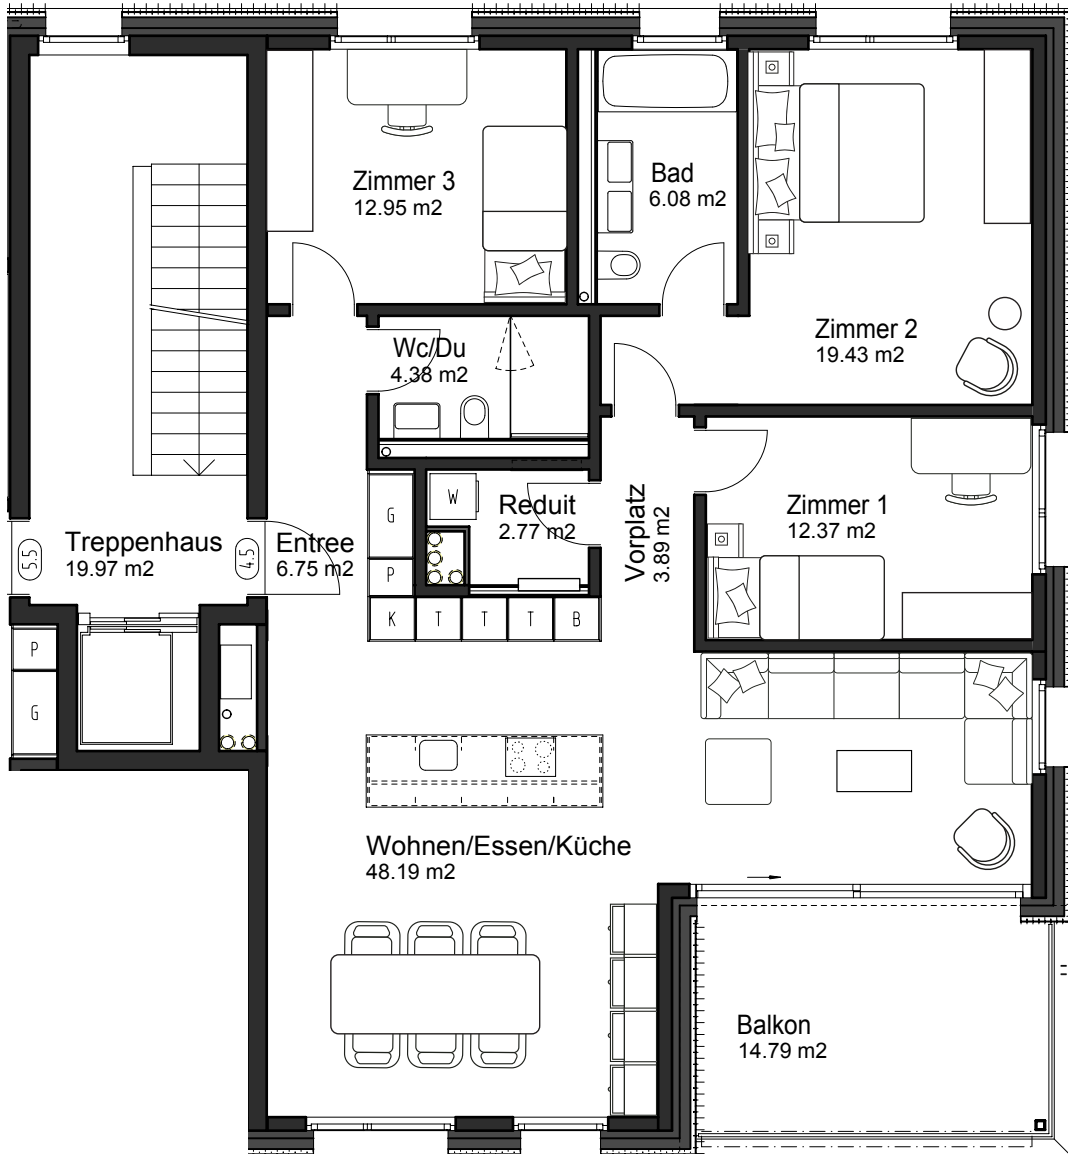 Zimmer 3
12.95 m2
Bad
6.08 m2
Zimmer 2
19.43 m2
Wc/Du
4.38 m2
W
Reduit
2.77 m2
Vorplatz
3.89 m2
Zimmer 1
12.37 m2
G
P
5.5
Treppenhaus
19.97 m2
4.5
Entree
6.75 m2
K
T
T
T
B
P
G
Wohnen/Essen/Küche
48.19 m2
Balkon
14.79 m2